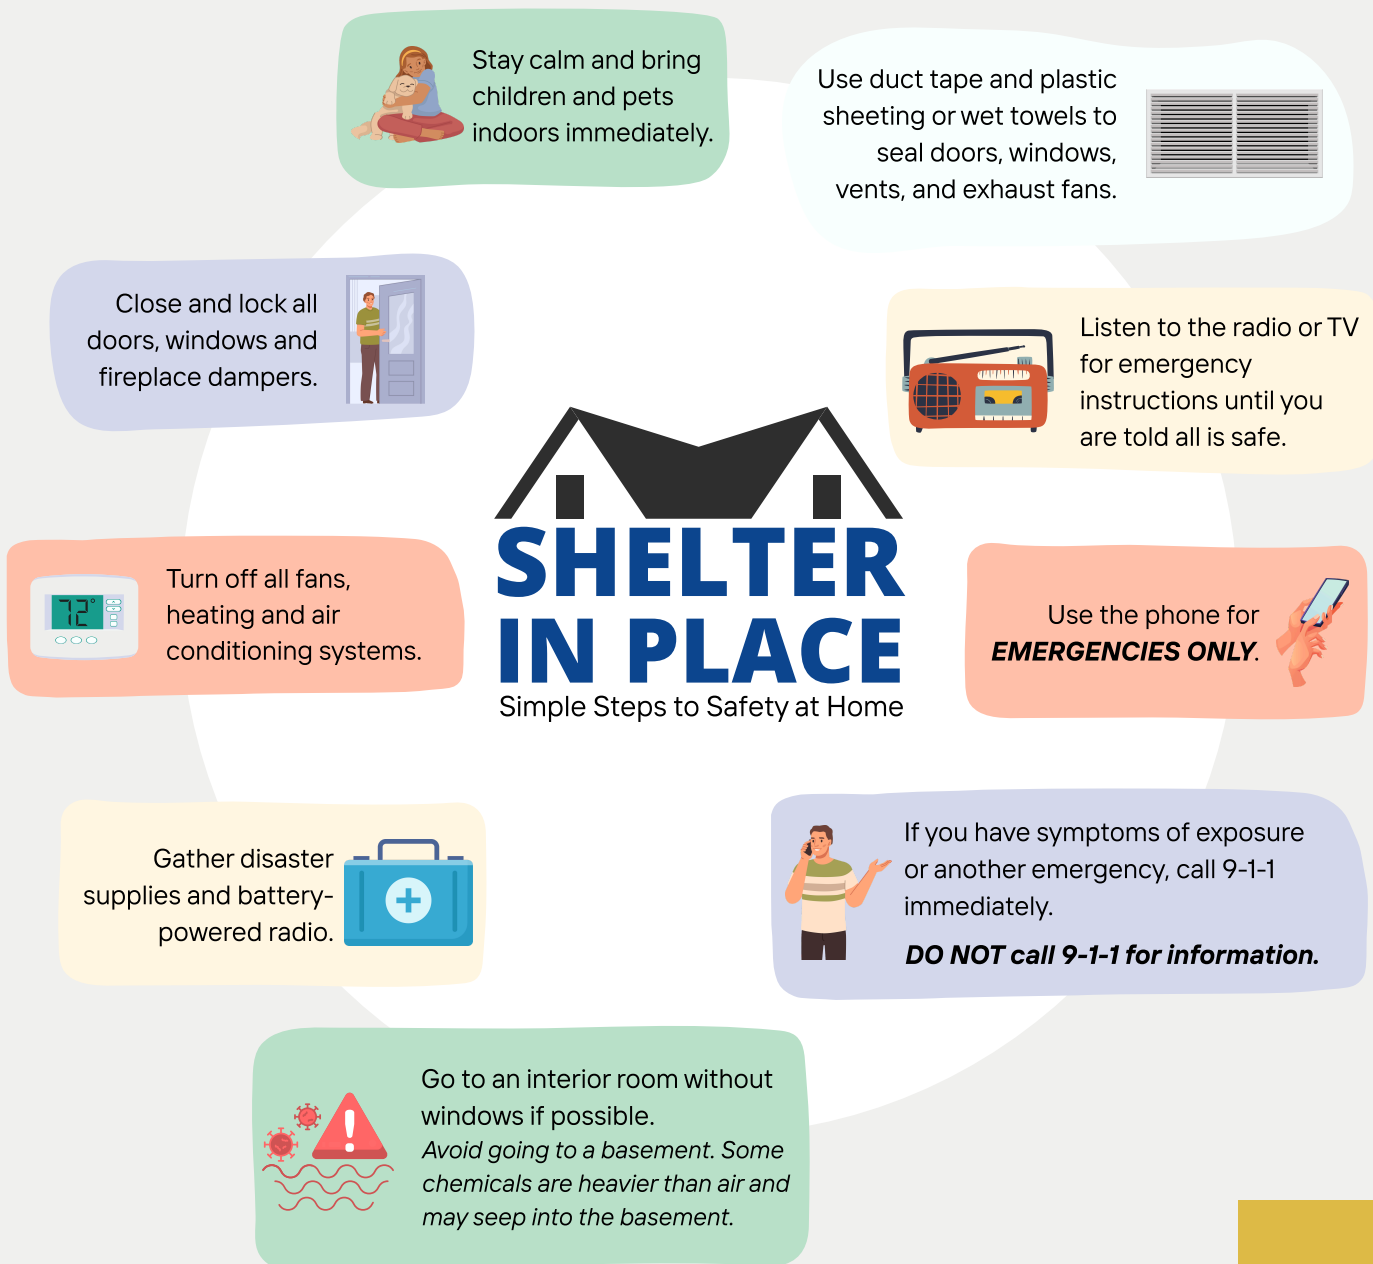 Stay calm and bring
children and pets
indoors immediately.
Use duct tape and plastic
sheeting or wet towels to
seal doors, windows,
vents, and exhaust fans.
Close and lock all
doors, windows and
fireplace dampers.
Listen to the radio or TV
for emergency
instructions until you
are told all is safe.
SHELTER
IN PLACE
Simple Steps to Safety at Home
72°
Turn off all fans,
heating and air
conditioning systems.
Use the phone for
EMERGENCIES ONLY.
Gather disaster
supplies and battery-
powered radio.
If you have symptoms of exposure
or another emergency, call 9-1-1
immediately.
DO NOT call 9-1-1 for information.
Go to an interior room without
windows if possible.
Avoid going to a basement. Some
chemicals are heavier than air and
may seep into the basement.